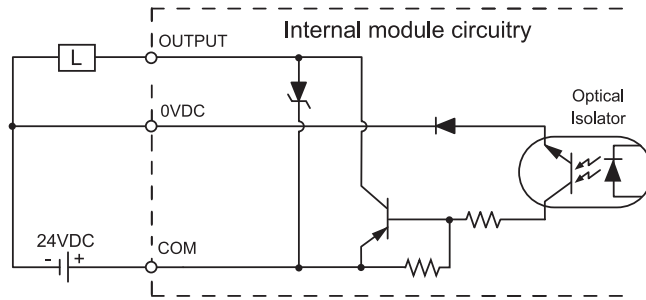 Internal module circuitry
OUTPUT
L
0VDC
Optical
Isolator
24VDC
- +
COM